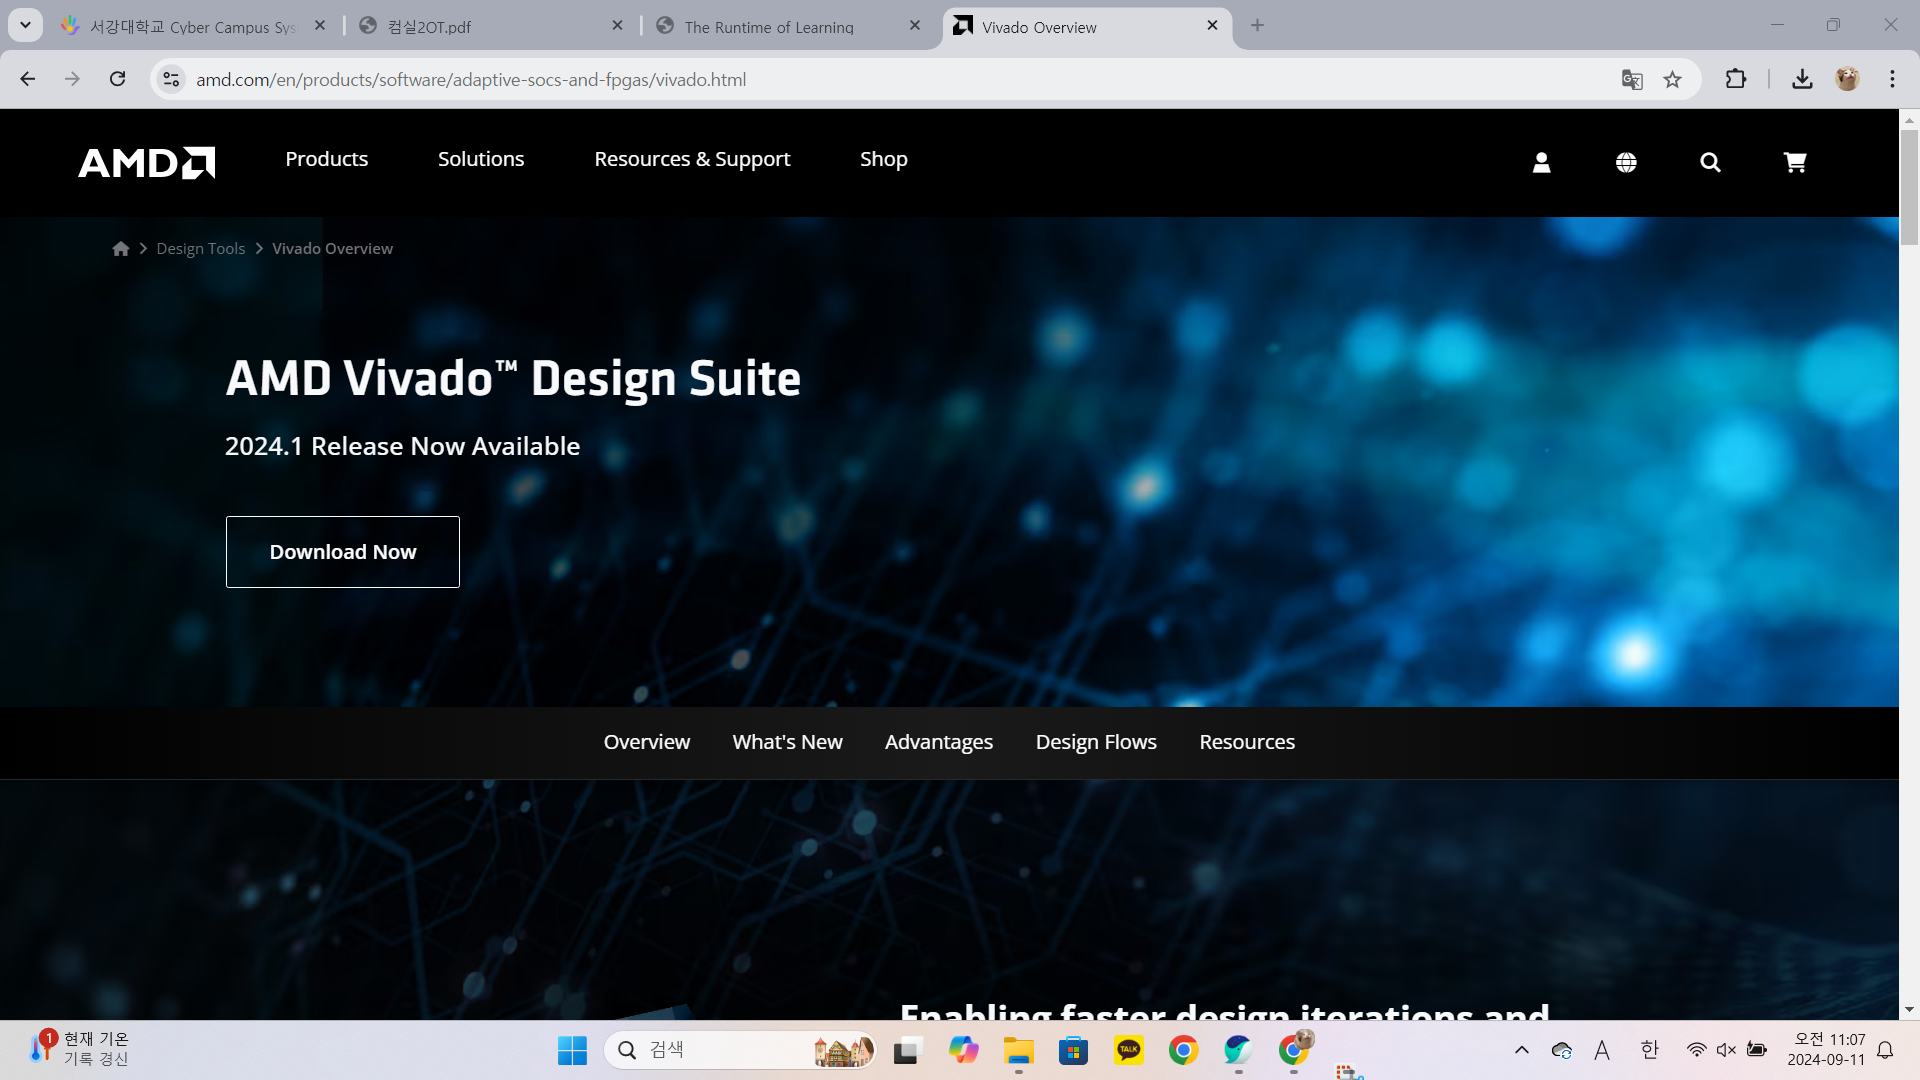 서강대학교 Cyber Campus Sys
컴실2OT.pdf
The Runtime of Learning
Vivado Overview
amd.com/en/products/software/adaptive-socs-and-fpgas/vivado.html
AMD
Products
Solutions
Resources & Support
Shop
Design Tools
Vivado Overview
AMD Vivado™ Design Suite
2024.1 Release Now Available
Download Now
Overview
What's New
Advantages
Design Flows
Resources
Enabling faster design iterations and
1
현재 기온
기록 경신
검색
TALK
A
한
오전 11:07
2024-09-11